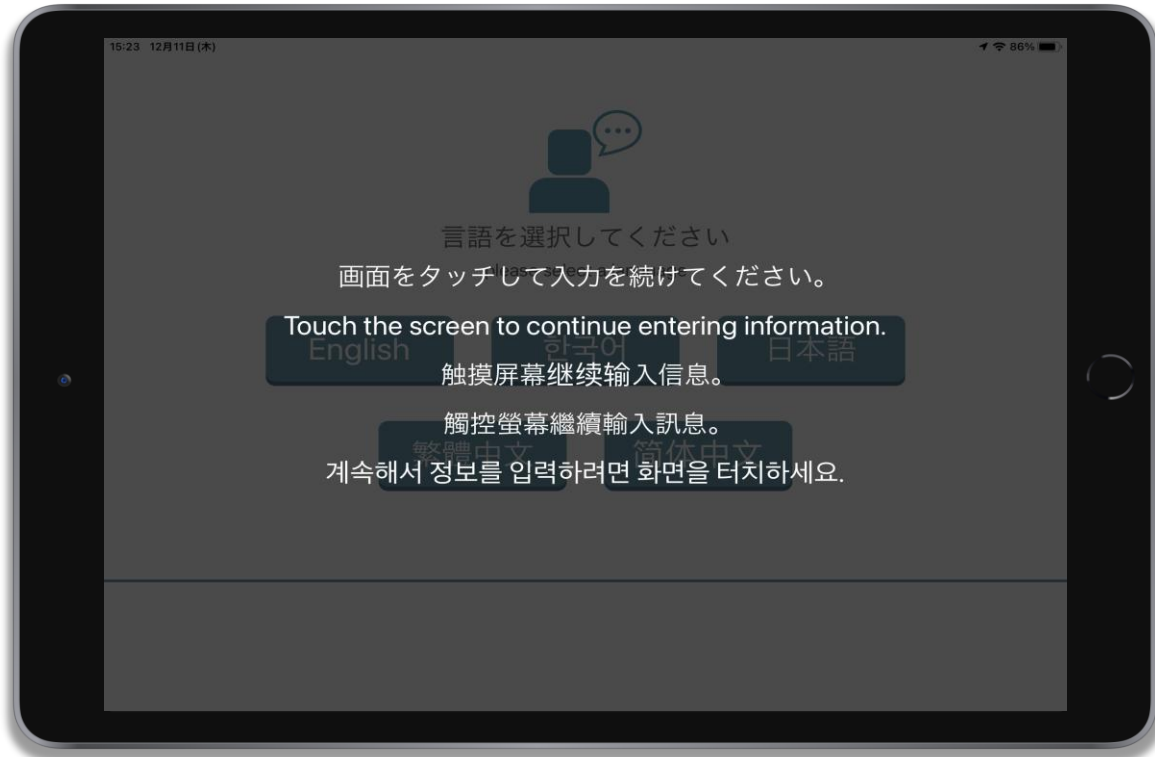 15:23 12月11日(木)
86%
言語を選択してください
画面をタッチして入力を続けてください。
Touch the screen to continue entering information.
English
한국어
日本語
触摸屏幕继续输入信息。
觸控螢幕繼續輸入訊息。
繁體中文
简体中文
계속해서 정보를 입력하려면 화면을 터치하세요.